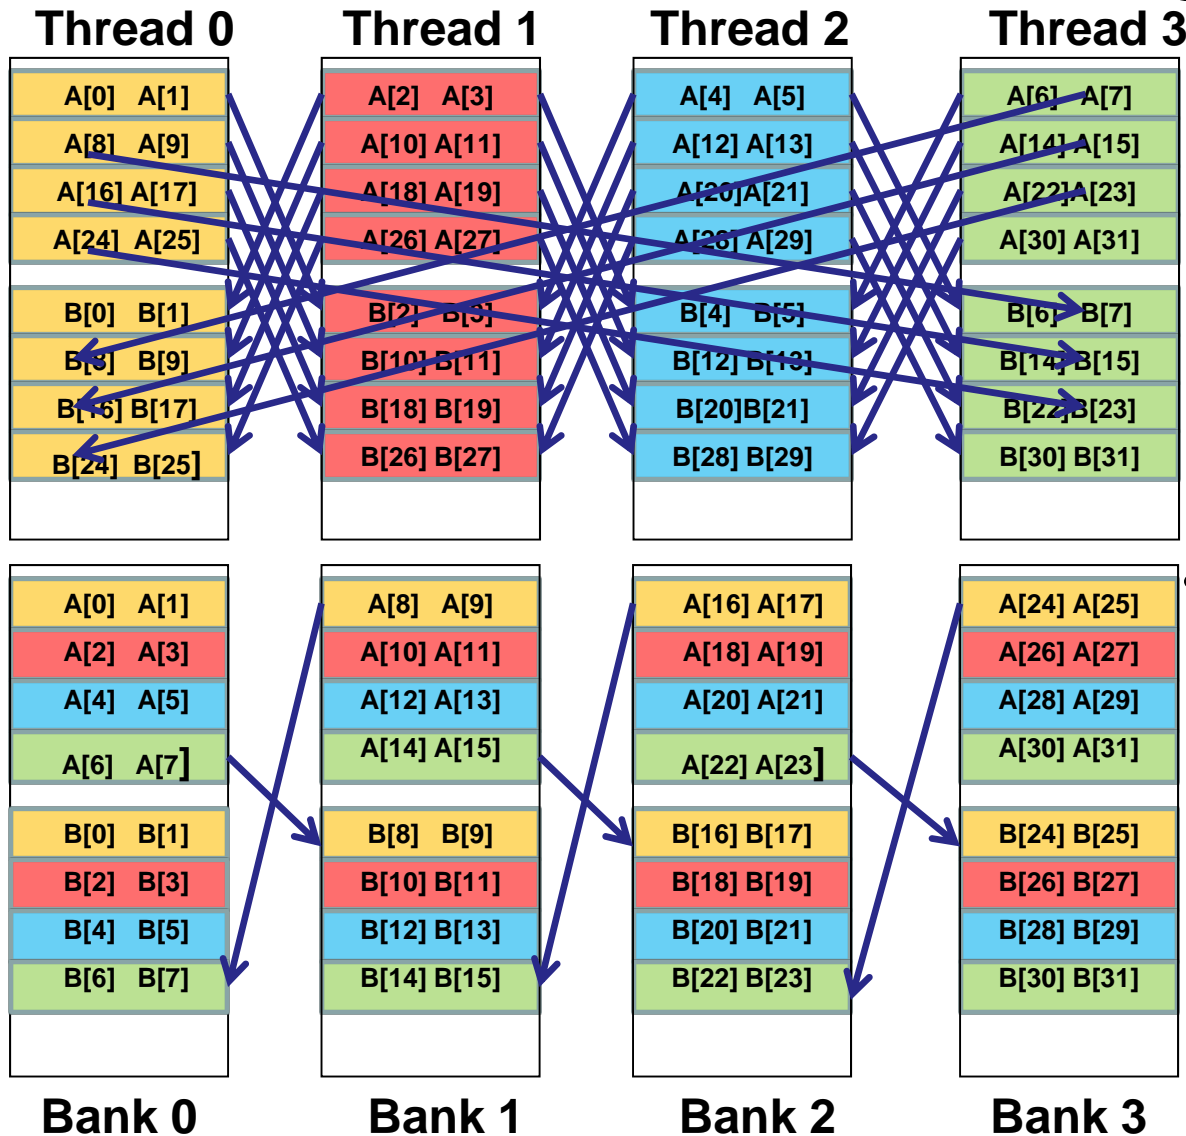 Thread 0 Thread 1 Thread 2 Thread 3
A[0] A[1] A[2] A[3] A[4] A[5] A[6] A[7]
A[8] A[9] A[10] A[11] A[12] A[13] A[14] A[15]
A[16] A[17] A[18] A[19] A[20]A[21] A[22]A[23]
A[24] A[25] A[26] A[27] A[28] A[29] A[30] A[31]
B[0] B[1] B[2] B[3] B[4] B[5] B[6] B[7]
B[8] B[9] B[10] B[11] B[12] B[13] B[14] B[15]
B[16] B[17] B[18] B[19] B[20]B[21] B[22]B[23]
B[24] B[25] B[26] B[27] B[28] B[29] B[30] B[31]
A[0] A[1] A[8] A[9] A[16] A[17] A[24] A[25]
A[2] A[3] A[10] A[11] A[18] A[19] A[26] A[27]
A[4] A[5] A[12] A[13] A[20] A[21] A[28] A[29]
A[6] A[7] A[14] A[15] A[22] A[23] A[30] A[31]
B[0] B[1] B[8] B[9] B[16] B[17] B[24] B[25]
B[2] B[3] B[10] B[11] B[18] B[19] B[26] B[27]
B[4] B[5] B[12] B[13] B[20] B[21] B[28] B[29]
B[6] B[7] B[14] B[15] B[22] B[23] B[30] B[31]
Bank 0 Bank 1 Bank 2 Bank 3